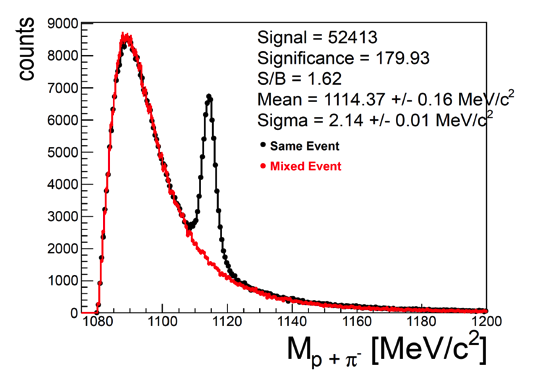 counts
9000
8000
7000
6000
5000
4000
3000
2000
1000
0
Signal = 52413
Significance = 179.93
S/B = 1.62
Mean = 1114.37 +/- 0.16 MeV/c²
Sigma = 2.14 +/- 0.01 MeV/c²
Same Event
Mixed Event
1080 1100 1120 1140 1160 1180 1200
Mp + π⁻ [MeV/c²]